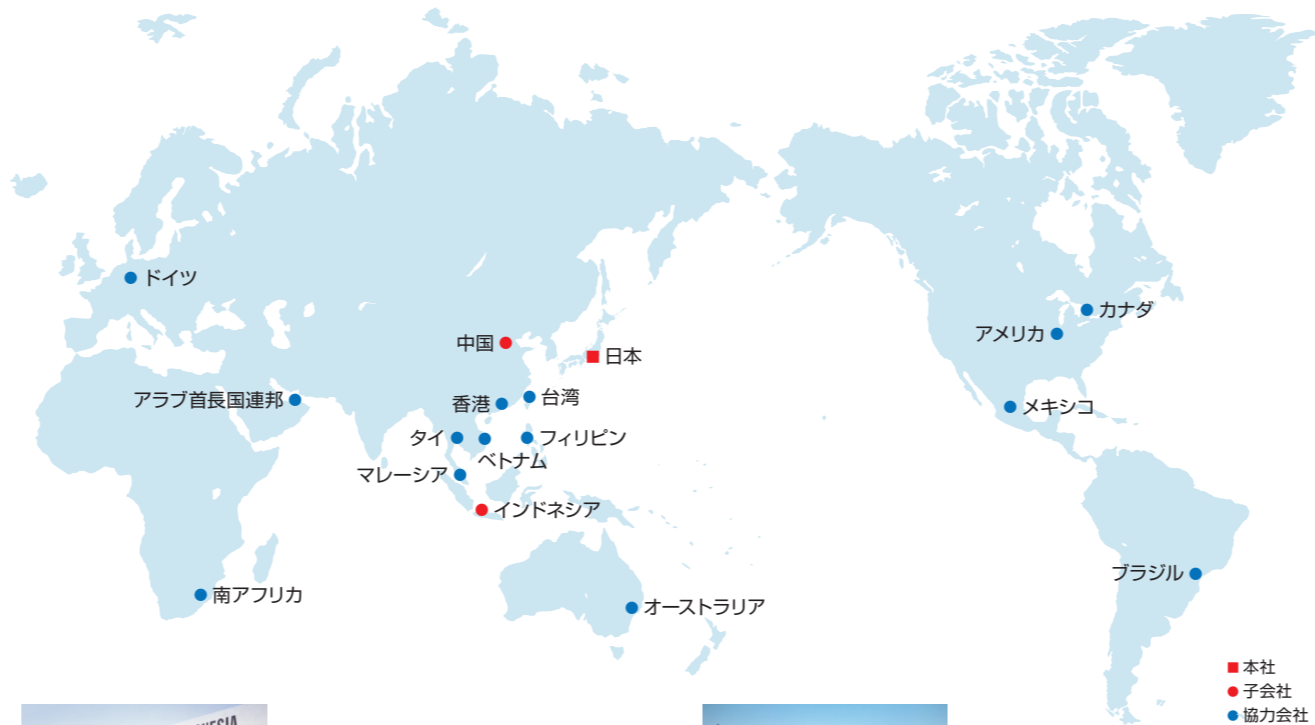 ドイツ
カナダ
アメリカ
中国
日本
アラブ首長国連邦
香港
台湾
メキシコ
タイ
ベトナム
フィリピン
マレーシア
インドネシア
ブラジル
南アフリカ
オーストラリア
本社
子会社
協力会社